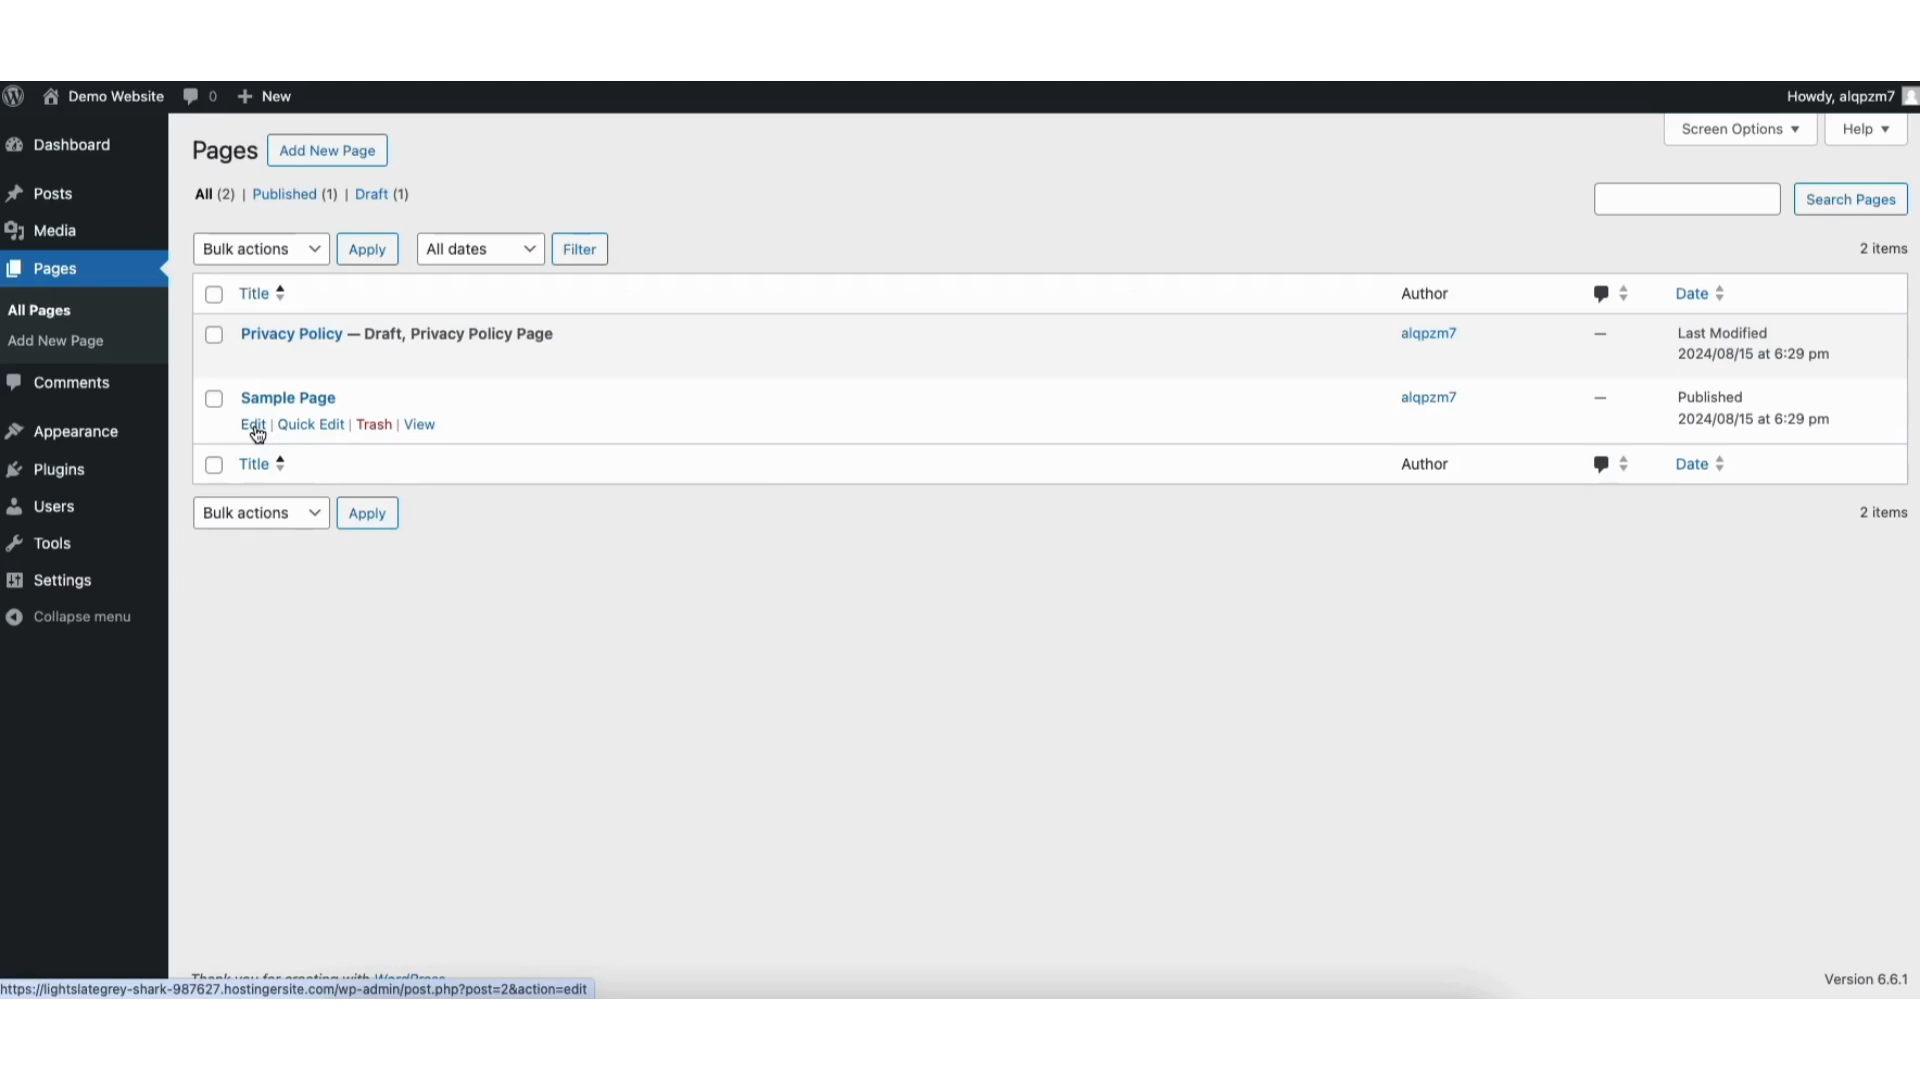 Demo Website 0 New Howdy, alqpzm7
Screen Options Help
Dashboard
Posts
Media
Pages
All Pages
Add New Page
Comments
Appearance
Plugins
Users
Tools
Settings
Collapse menu
Pages Add New Page
All (2) | Published (1) | Draft (1)
Search Pages
Bulk actions Apply All dates Filter 2 items
Title Author Date
Privacy Policy — Draft, Privacy Policy Page alqpzm7 — Last Modified
2024/08/15 at 6:29 pm
Sample Page alqpzm7 — Published
Edit | Quick Edit | Trash | View 2024/08/15 at 6:29 pm
Title Author Date
Bulk actions Apply 2 items
Thank you for creating with WordPress Version 6.6.1
https://lightslategrey-shark-987627.hostingersite.com/wp-admin/post.php?post=2&action=edit